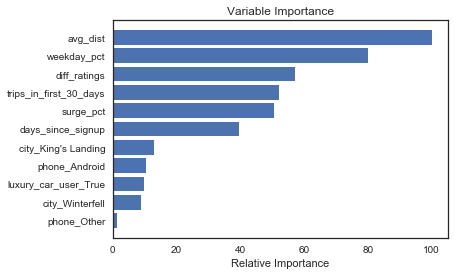 Variable Importance
avg_dist
weekday_pct
diff_ratings
trips_in_first_30_days
surge_pct
days_since_signup
city_King's Landing
phone_Android
luxury_car_user_True
city_Winterfell
phone_Other
0 20 40 60 80 100
Relative Importance